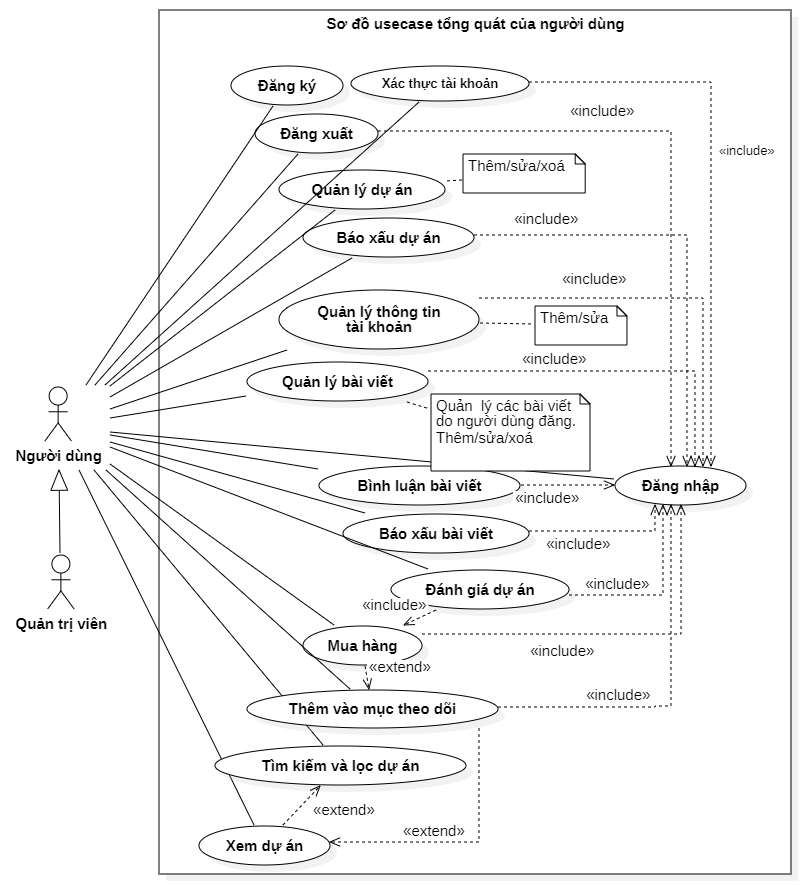 Sơ đồ usecase tổng quát của người dùng
Đăng ký
Xác thực tài khoản
«include»
Đăng xuất
«include»
Quản lý dự án
Thêm/sửa/xoá
Báo xấu dự án
«include»
«include»
Quản lý thông tin
tài khoản
Thêm/sửa
«include»
Quản lý bài viết
Quản  lý các bài viết
do người dùng đăng.
Thêm/sửa/xoá
Người dùng
Bình luận bài viết
«include»
Đăng nhập
Báo xấu bài viết
«include»
Đánh giá dự án
«include»
«include»
Quản trị viên
Mua hàng
«include»
«extend»
Thêm vào mục theo dõi
«include»
Tìm kiếm và lọc dự án
«extend»
«extend»
Xem dự án